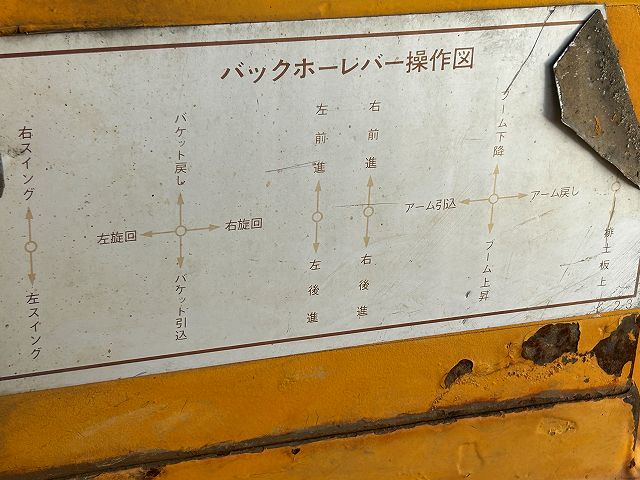 バックホーレバー操作図
右スイング
左スイング
バケット戻し
左旋回
右旋回
バケット引込
左前進
左後進
右前進
右後進
ブーム下降
アーム引込
アーム戻し
ブーム上昇
排土板上